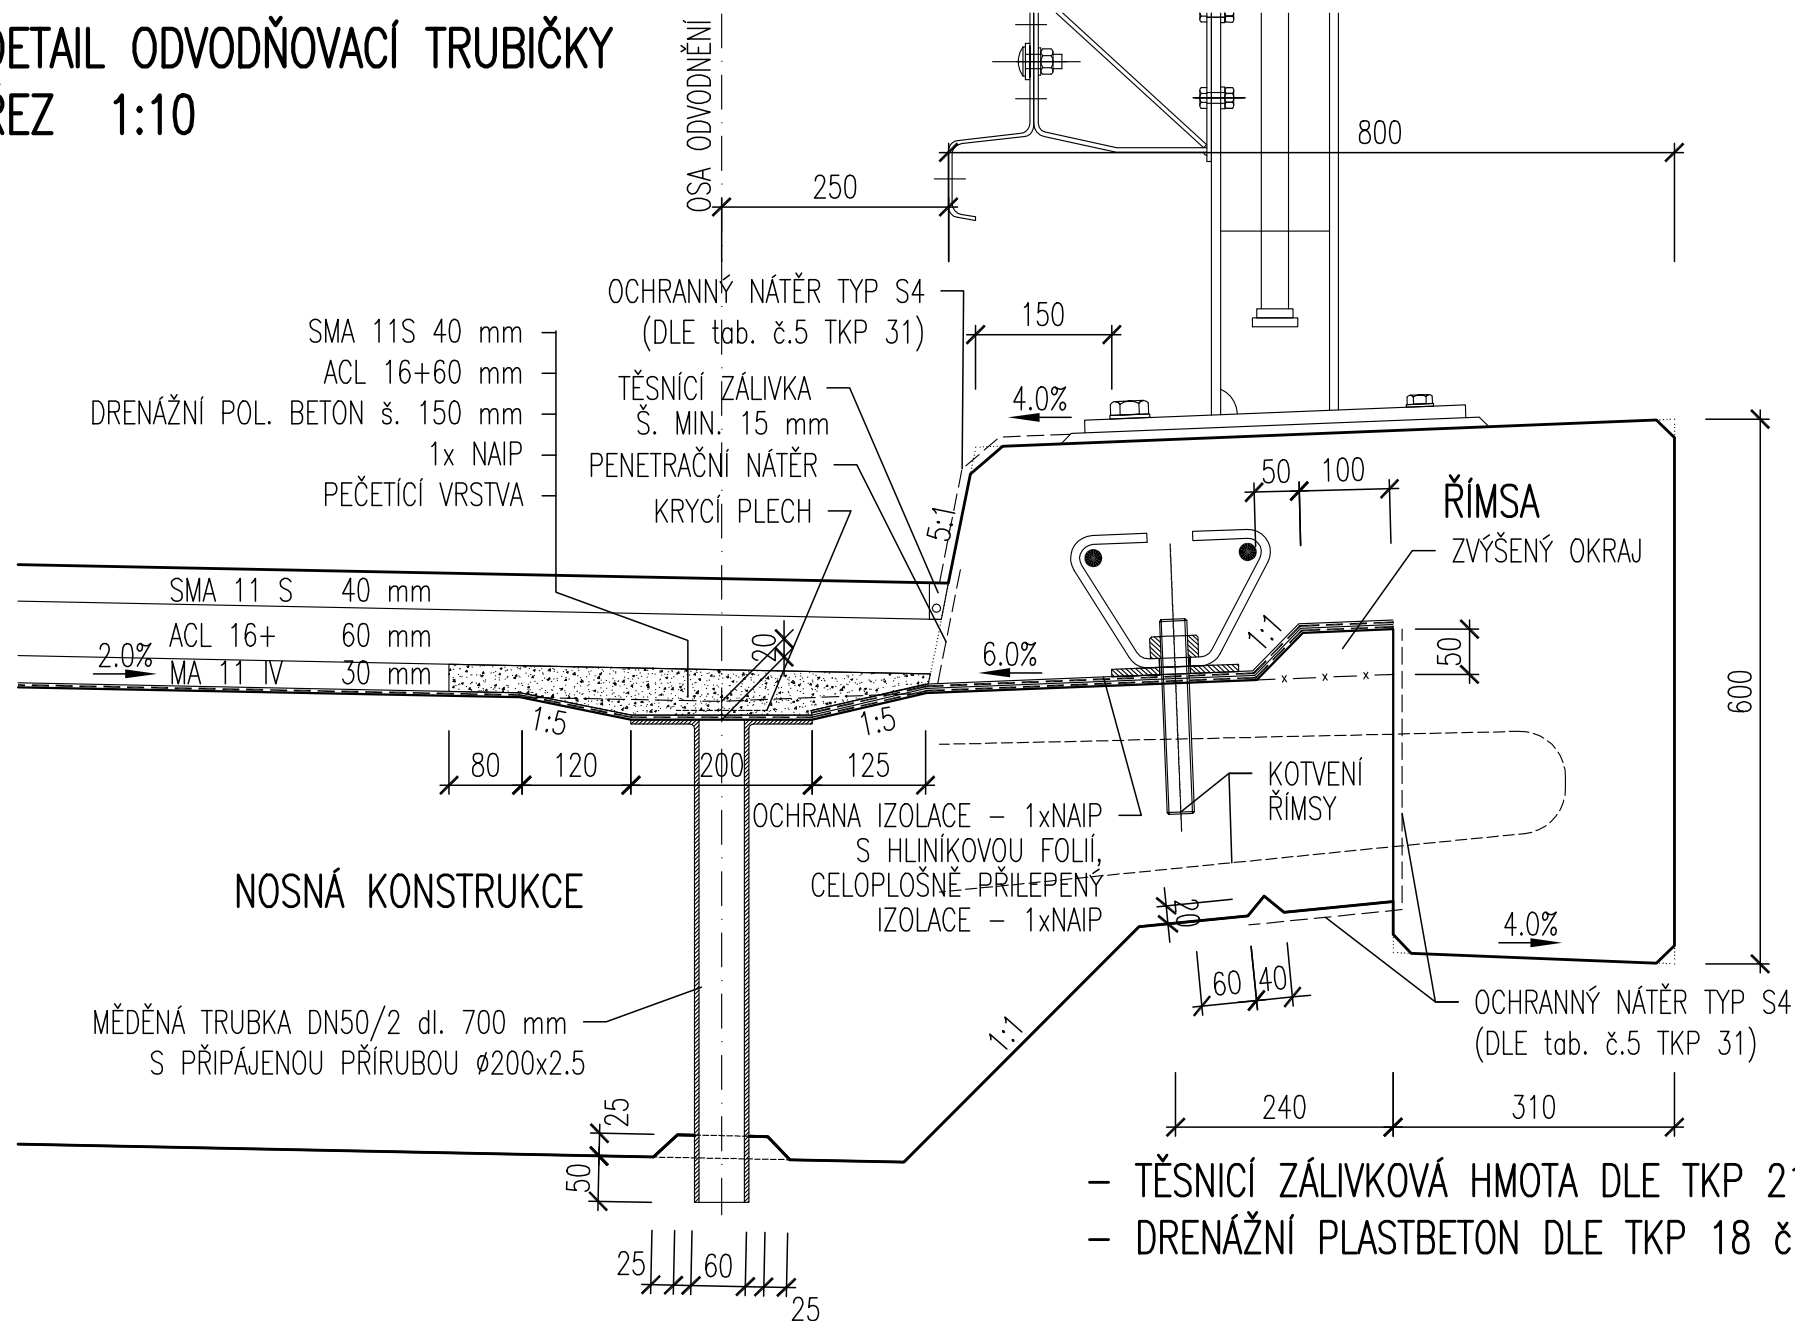 DETAIL ODVODŇOVACÍ TRUBIČKY
ŘEZ 1:10
OSA ODVODNĚNÍ
800
250
OCHRANNÝ NÁTĚR TYP S4
(DLE tab. č.5 TKP 31)
150
SMA 11S 40 mm
ACL 16+60 mm
DRENÁŽNÍ POL. BETON š. 150 mm
1x NAIP
PEČETÍCÍ VRSTVA
TĚSNÍCÍ ZÁLIVKA
Š. MIN. 15 mm
PENETRAČNÍ NÁTĚR
KRYCÍ PLECH
4.0%
5:1
50
100
ŘÍMSA
ZVÝŠENÝ OKRAJ
SMA 11 S 40 mm
ACL 16+ 60 mm
MA 11 IV 30 mm
2.0%
20
6.0%
1:1
50
600
1:5
1:5
80
120
200
125
KOTVENÍ
ŘÍMSY
OCHRANA IZOLACE – 1xNAIP
S HLINÍKOVOU FOLIÍ,
CELOPLOŠNĚ PŘILEPENÝ
IZOLACE – 1xNAIP
NOSNÁ KONSTRUKCE
20
4.0%
60
40
1:1
OCHRANNÝ NÁTĚR TYP S4
(DLE tab. č.5 TKP 31)
MĚDĚNÁ TRUBKA DN50/2 dl. 700 mm
S PŘIPÁJENOU PŘÍRUBOU ø200x2.5
25
50
240
310
– TĚSNICÍ ZÁLIVKOVÁ HMOTA DLE TKP 21
– DRENÁŽNÍ PLASTBETON DLE TKP 18 č
25
60
25